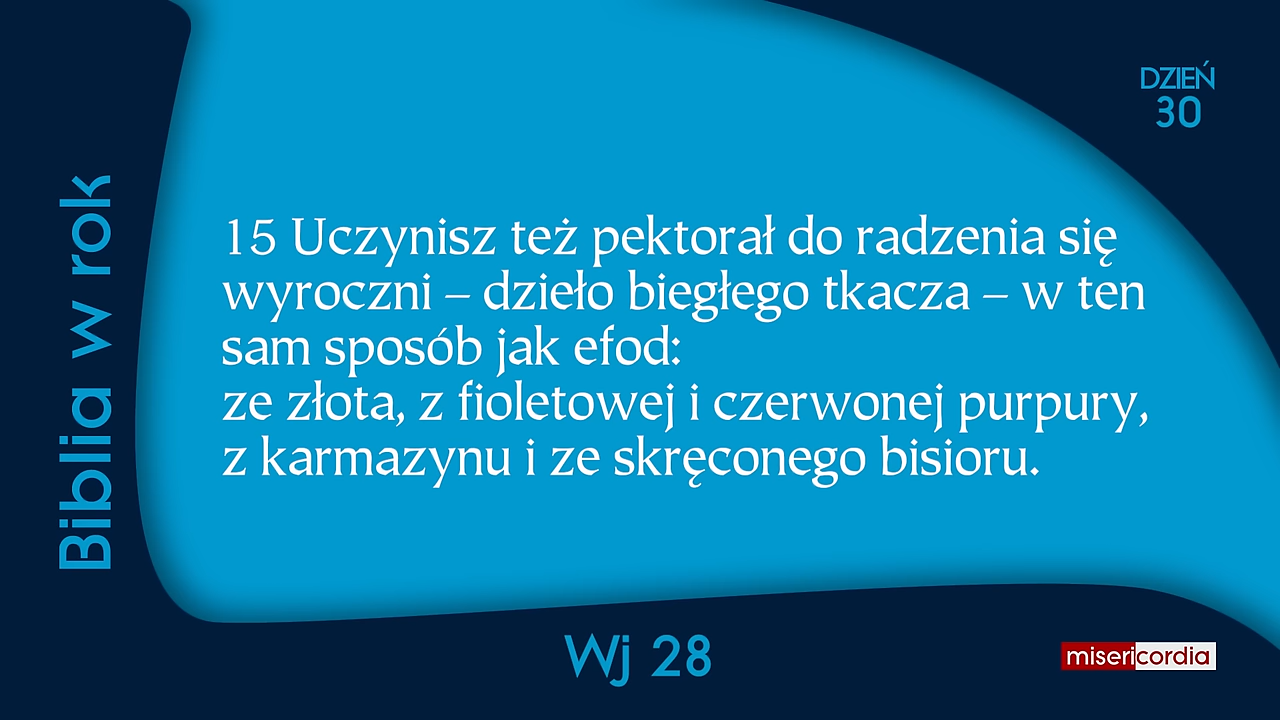 DZIEŃ
30
Biblia w rok
15 Uczynisz też pektorał do radzenia się
wyroczni – dzieło biegłego tkacza – w ten
sam sposób jak efod:
ze złota, z fioletowej i czerwonej purpury,
z karmazynu i ze skręconego bisioru.
Wj 28
misericordia